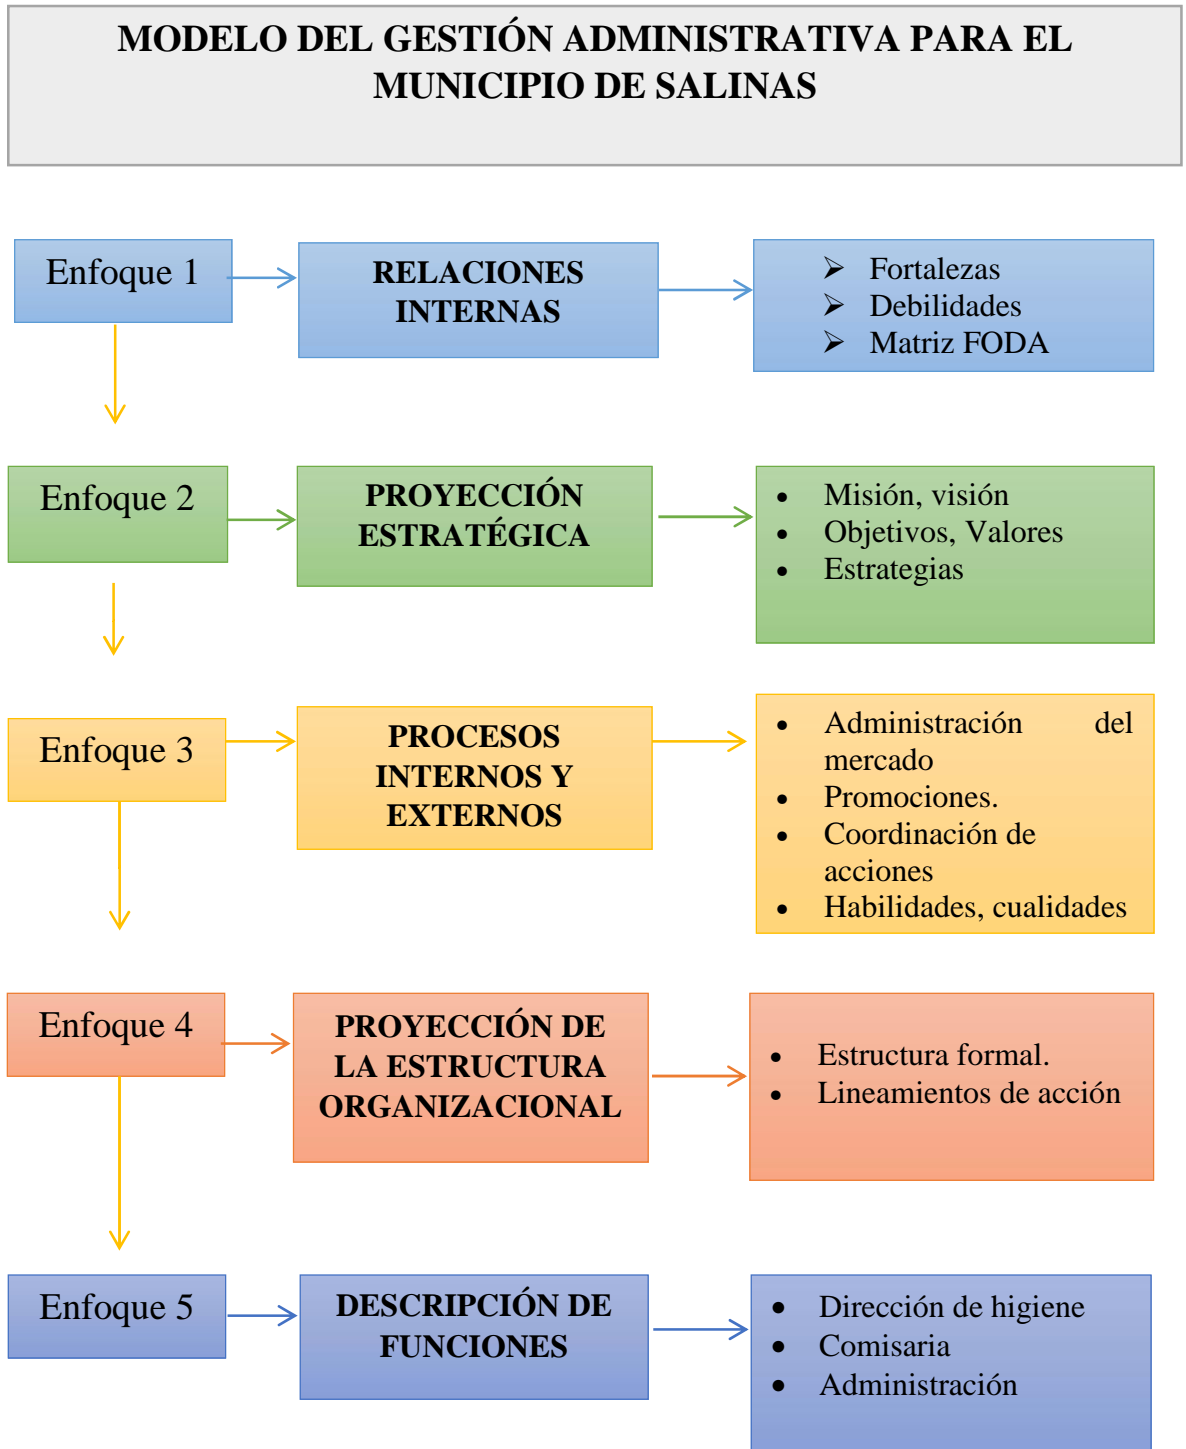 MODELO DEL GESTIÓN ADMINISTRATIVA PARA EL
MUNICIPIO DE SALINAS
Enfoque 1
RELACIONES
INTERNAS
➢ Fortalezas
➢ Debilidades
➢ Matriz FODA
Enfoque 2
PROYECCIÓN
ESTRATÉGICA
• Misión, visión
• Objetivos, Valores
• Estrategias
Enfoque 3
PROCESOS
INTERNOS Y
EXTERNOS
• Administración del
mercado
• Promociones.
• Coordinación de
acciones
• Habilidades, cualidades
Enfoque 4
PROYECCIÓN DE
LA ESTRUCTURA
ORGANIZACIONAL
• Estructura formal.
• Lineamientos de acción
Enfoque 5
DESCRIPCIÓN DE
FUNCIONES
• Dirección de higiene
• Comisaria
• Administración